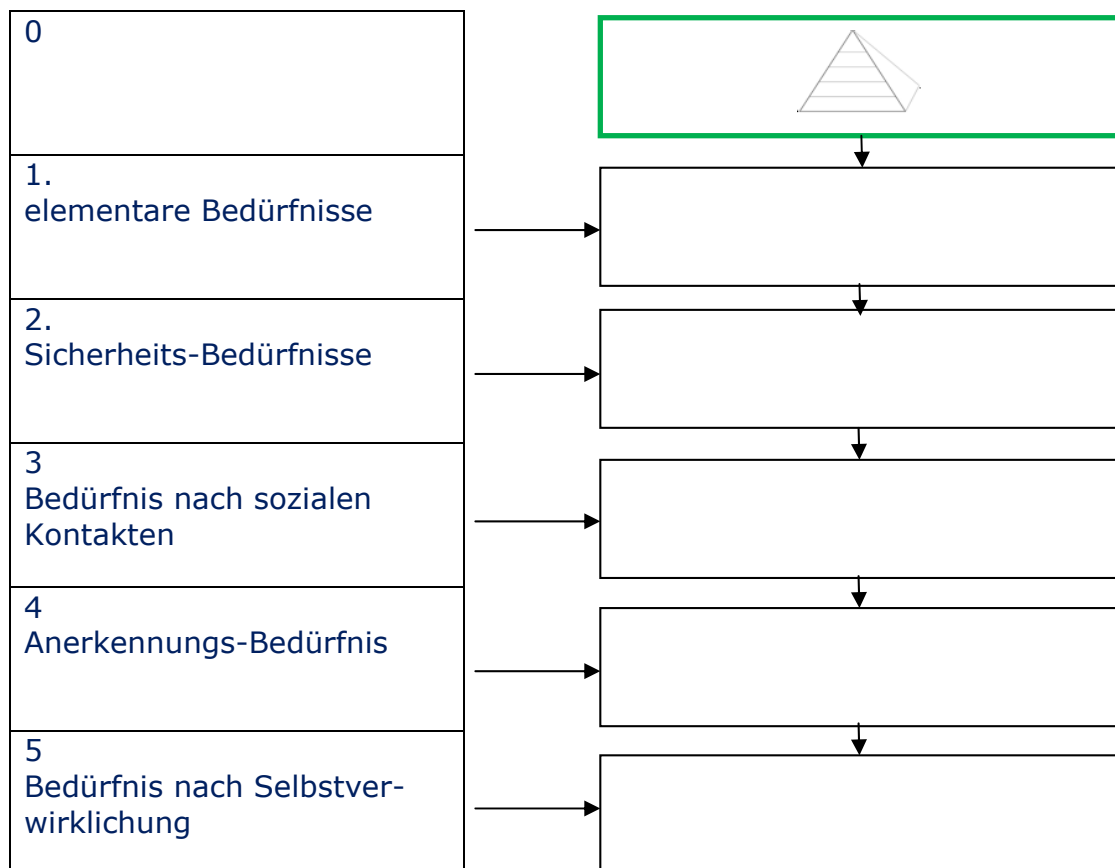 0
1.
elementare Bedürfnisse
2.
Sicherheits-Bedürfnisse
3
Bedürfnis nach sozialen
Kontakten
4
Anerkennungs-Bedürfnis
5
Bedürfnis nach Selbstver-
wirklichung